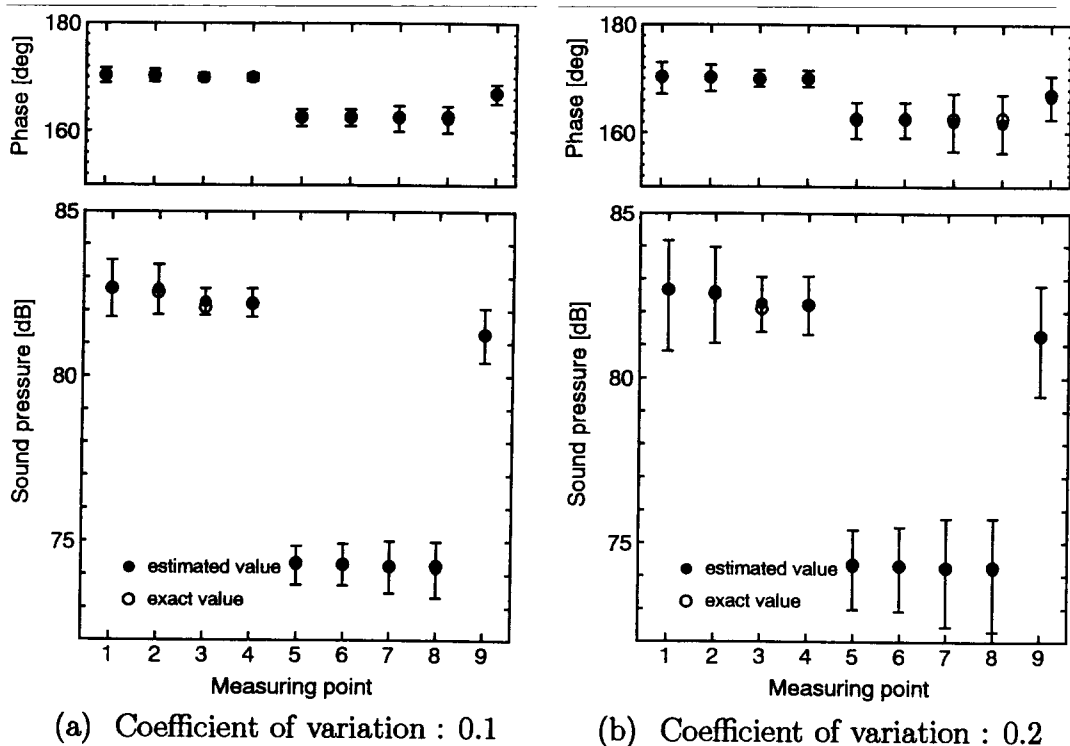 180
160
Phase [deg]
85
80
75
Sound pressure [dB]
● estimated value
○ exact value
1 2 3 4 5 6 7 8 9
Measuring point
(a) Coefficient of variation : 0.1
180
160
Phase [deg]
85
80
75
Sound pressure [dB]
● estimated value
○ exact value
1 2 3 4 5 6 7 8 9
Measuring point
(b) Coefficient of variation : 0.2